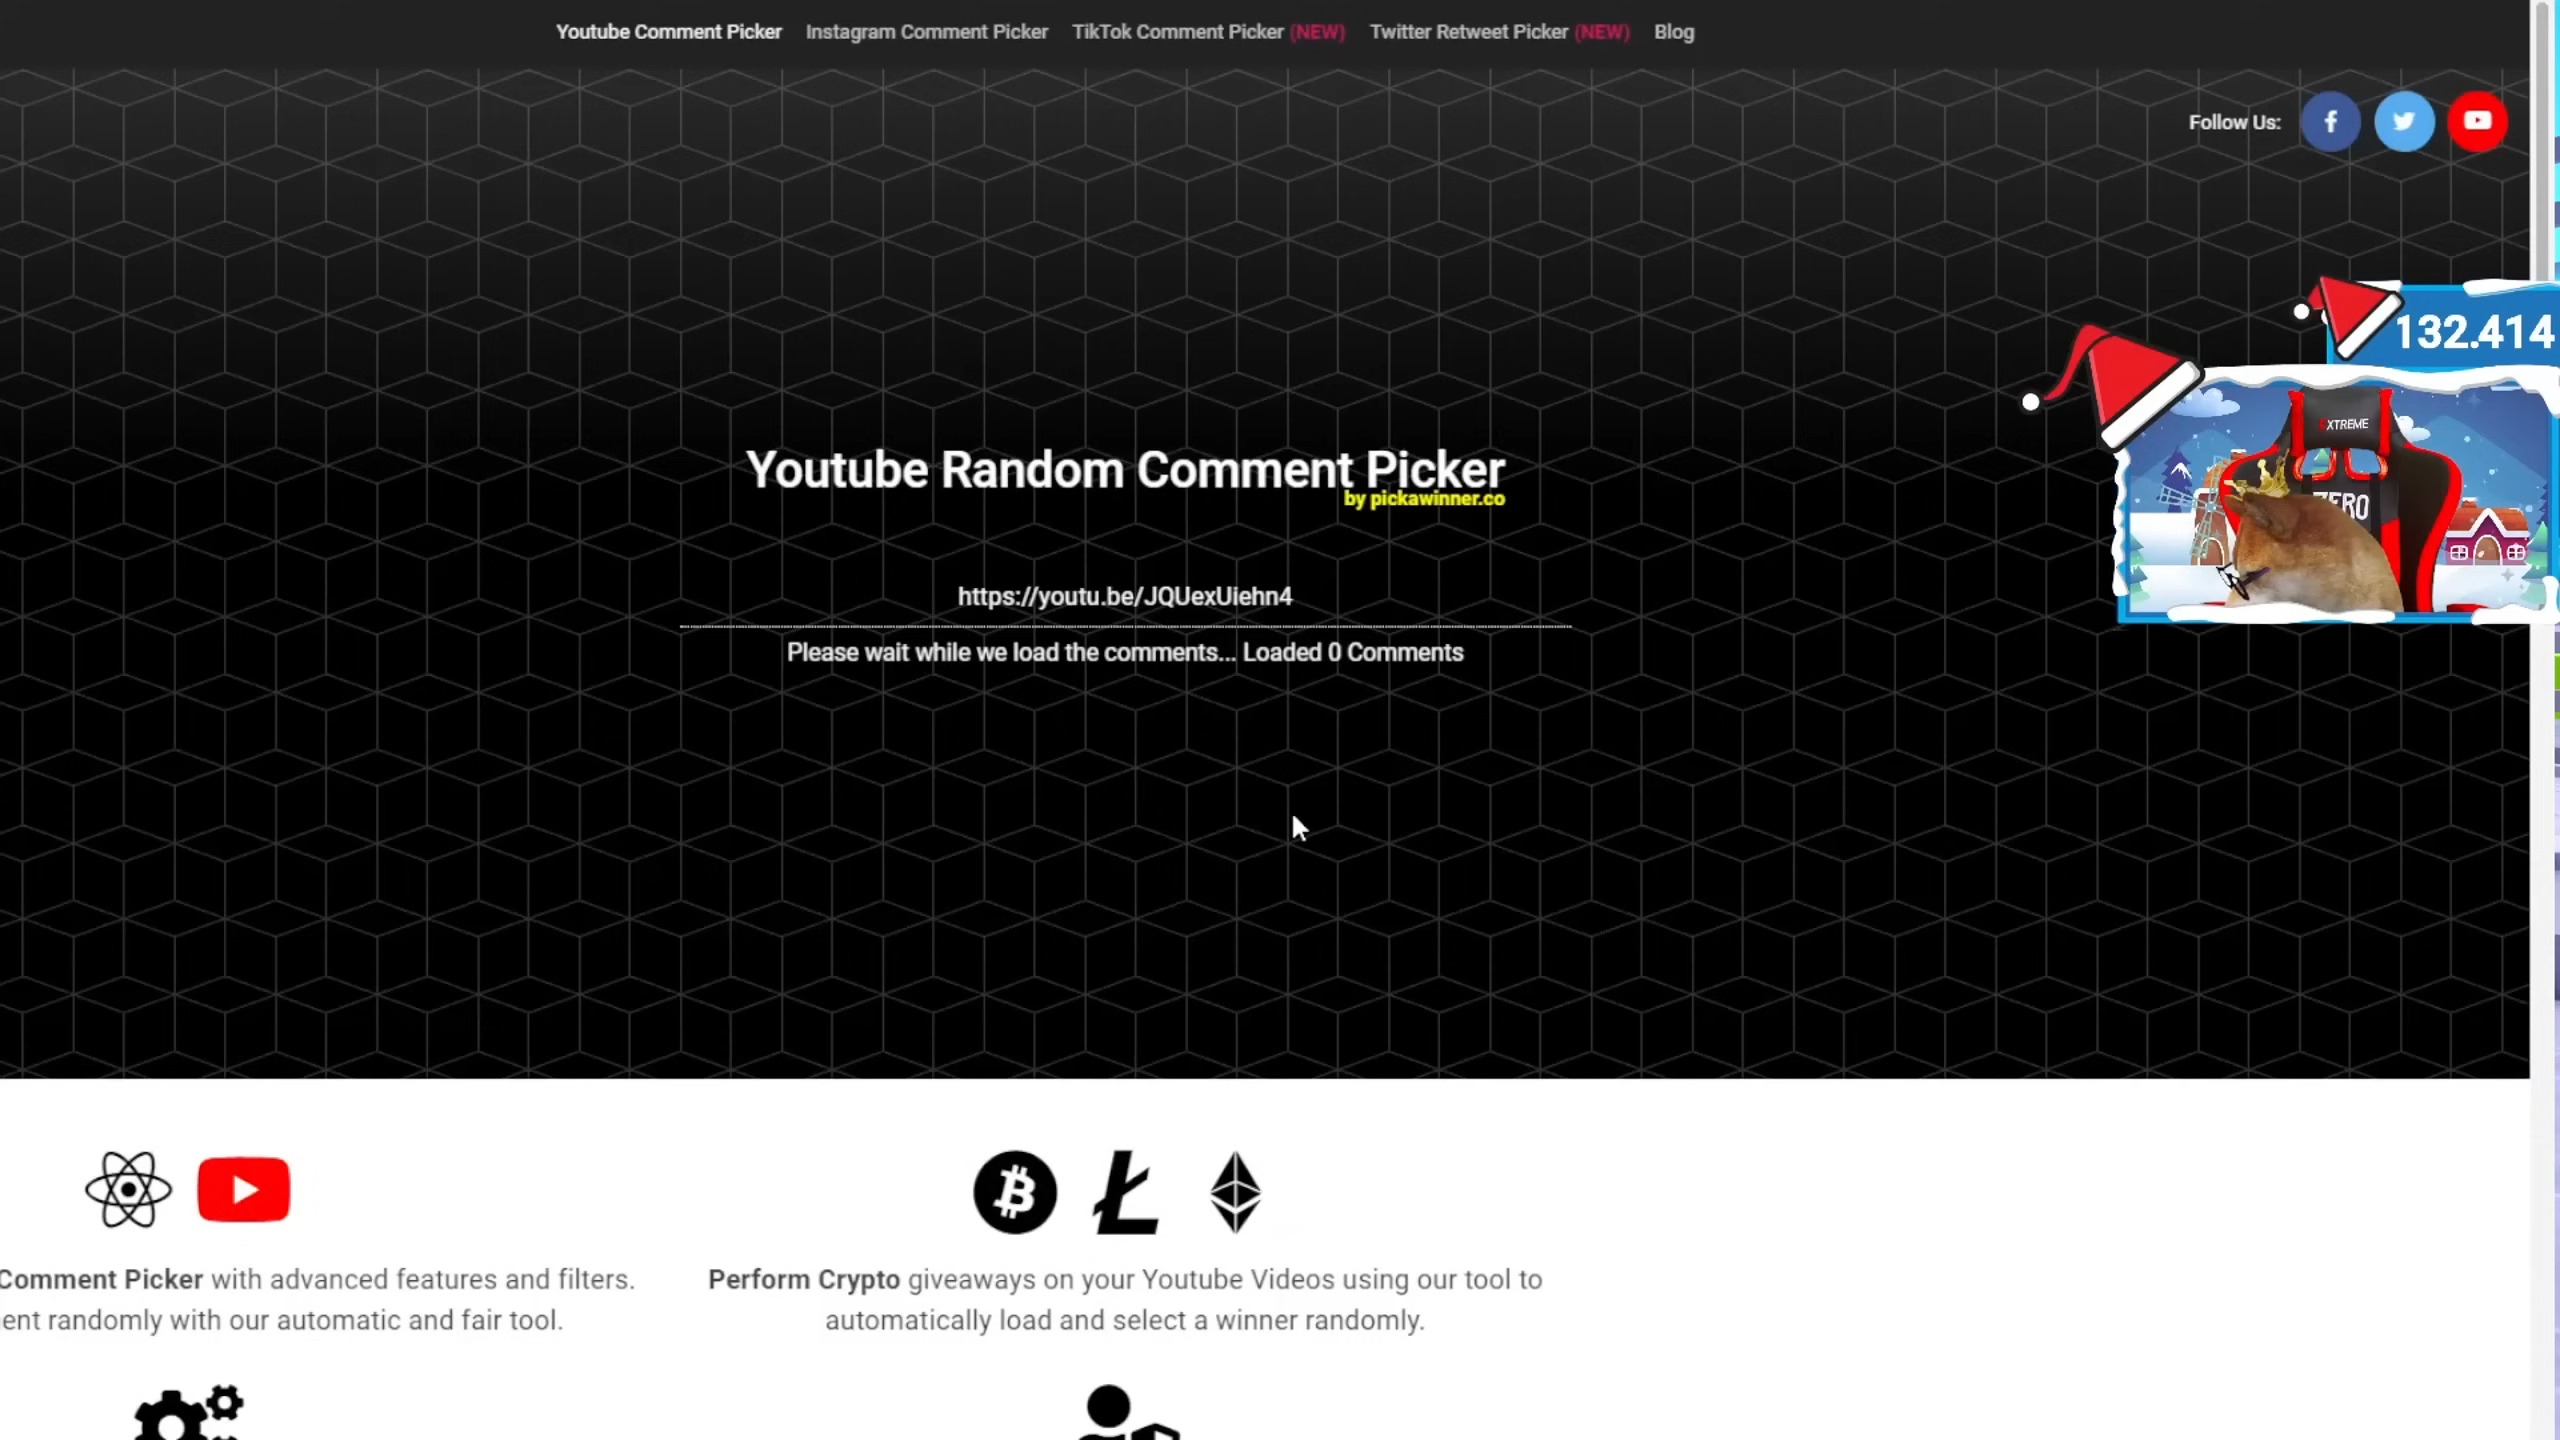 Youtube Comment Picker Instagram Comment Picker TikTok Comment Picker (NEW) Twitter Retweet Picker (NEW) Blog
Follow Us:
132.414
EXTREME
ZERO
Youtube Random Comment Picker
by pickawinner.co
https://youtu.be/JQUexUiehn4
Please wait while we load the comments... Loaded 0 Comments
Comment Picker with advanced features and filters.
ent randomly with our automatic and fair tool.
Perform Crypto giveaways on your Youtube Videos using our tool to
automatically load and select a winner randomly.